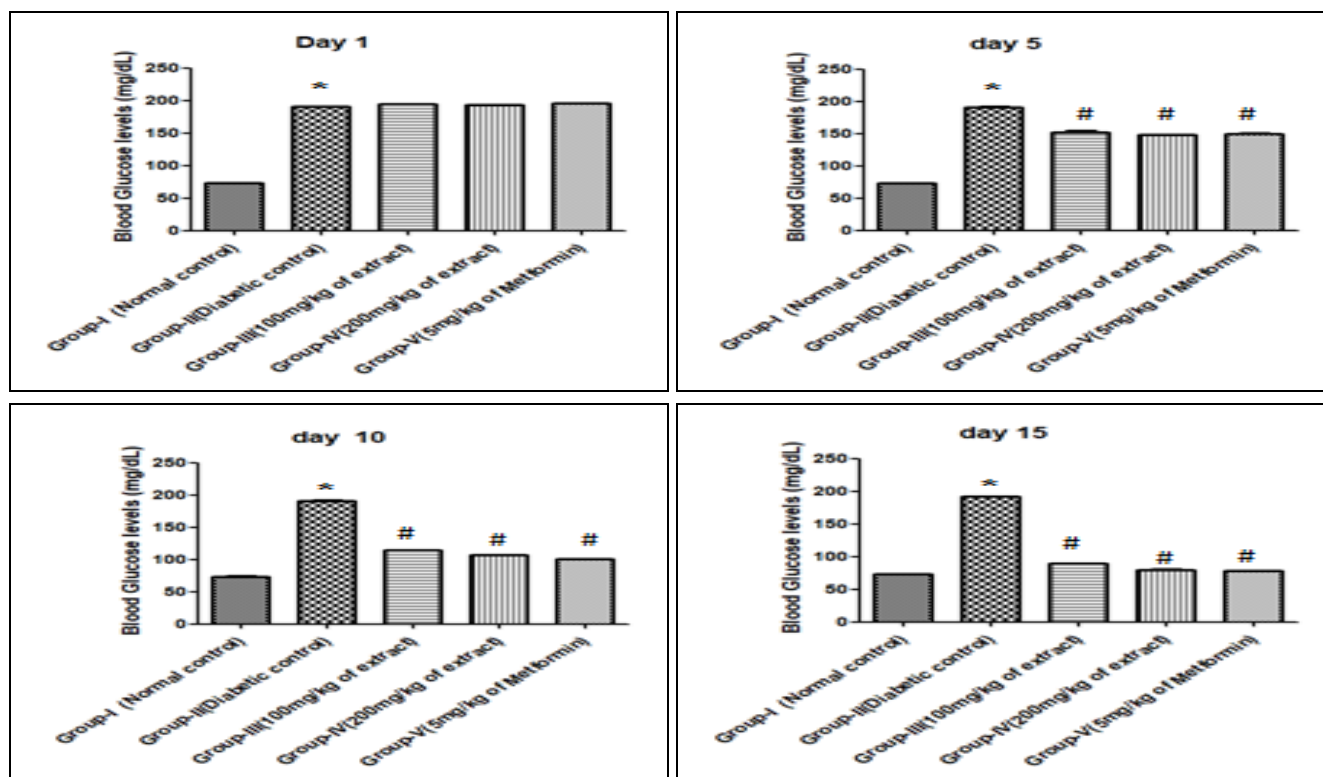 Day 1
Blood Glucose levels (mg/dL)
250
200
150
100
50
0
*
Group-I (Normal control)
Group-II(Diabetic control)
Group-III(100mg/kg of extract)
Group-IV(200mg/kg of extract)
Group-V(5mg/kg of Metformin)
day 5
Blood Glucose levels (mg/dL)
250
200
150
100
50
0
*
#
#
#
Group-I (Normal control)
Group-II(Diabetic control)
Group-III(100mg/kg of extract)
Group-IV(200mg/kg of extract)
Group-V(5mg/kg of Metformin)
day 10
Blood Glucose levels (mg/dL)
250
200
150
100
50
0
*
#
#
#
Group-I (Normal control)
Group-II(Diabetic control)
Group-III(100mg/kg of extract)
Group-IV(200mg/kg of extract)
Group-V(5mg/kg of Metformin)
day 15
Blood Glucose levels (mg/dL)
250
200
150
100
50
0
*
#
#
#
Group-I (Normal control)
Group-II(Diabetic control)
Group-III(100mg/kg of extract)
Group-IV(200mg/kg of extract)
Group-V(5mg/kg of Metformin)